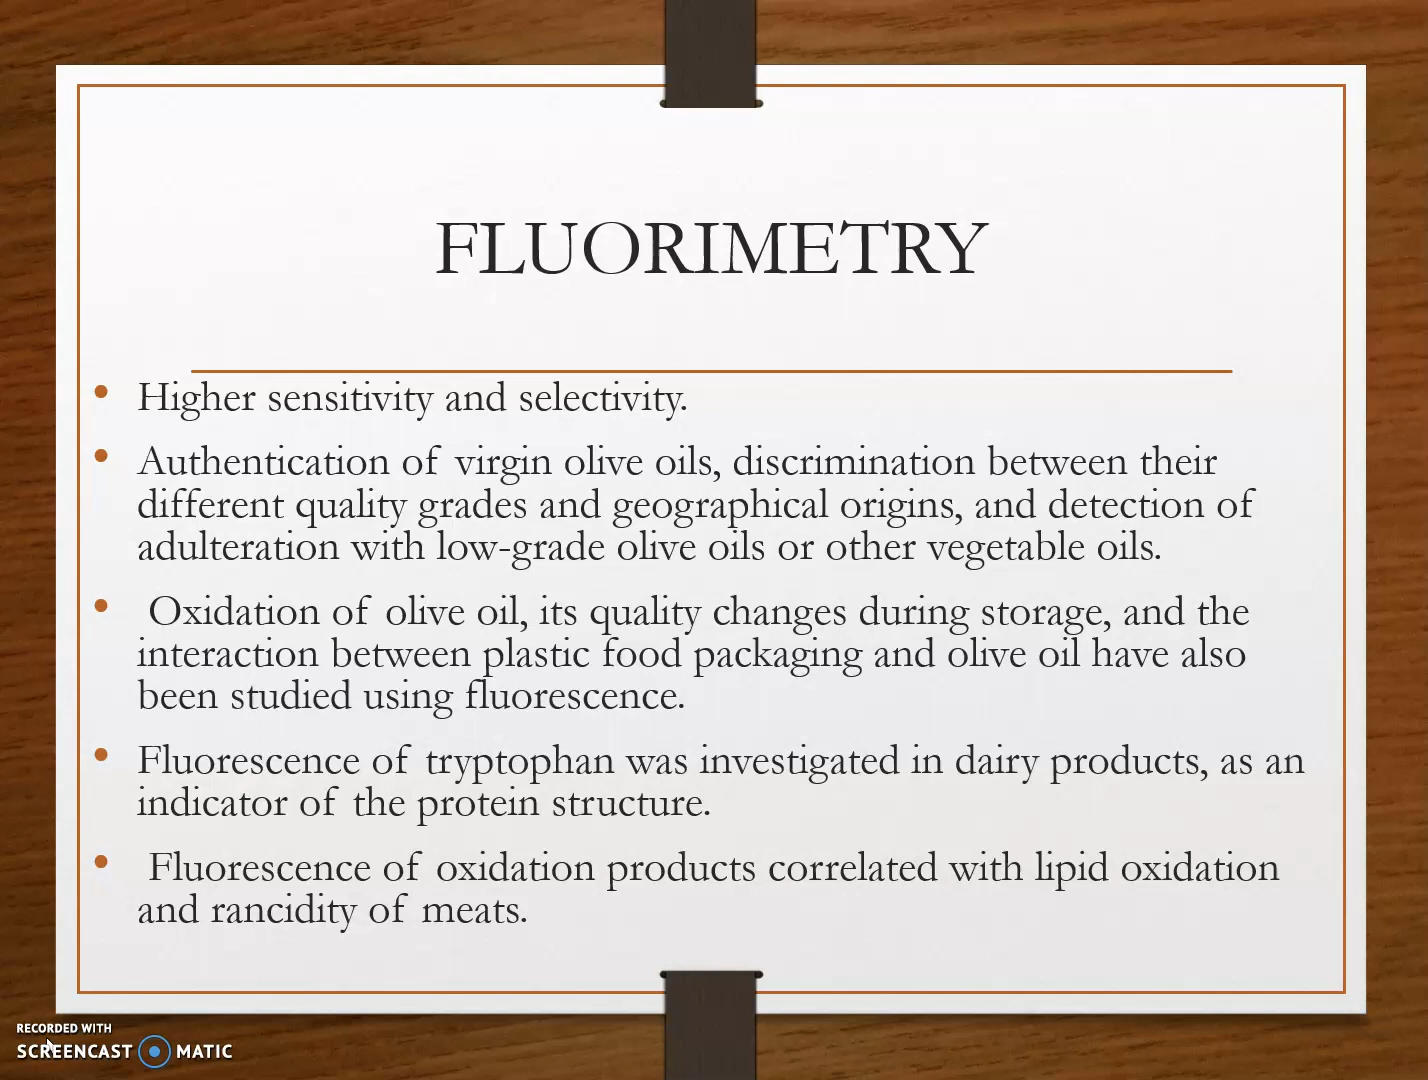 FLUORIMETRY
• Higher sensitivity and selectivity.
• Authentication of virgin olive oils, discrimination between their
different quality grades and geographical origins, and detection of
adulteration with low-grade olive oils or other vegetable oils.
• Oxidation of olive oil, its quality changes during storage, and the
interaction between plastic food packaging and olive oil have also
been studied using fluorescence.
• Fluorescence of tryptophan was investigated in dairy products, as an
indicator of the protein structure.
• Fluorescence of oxidation products correlated with lipid oxidation
and rancidity of meats.
RECORDED WITH
SCREENCAST MATIC